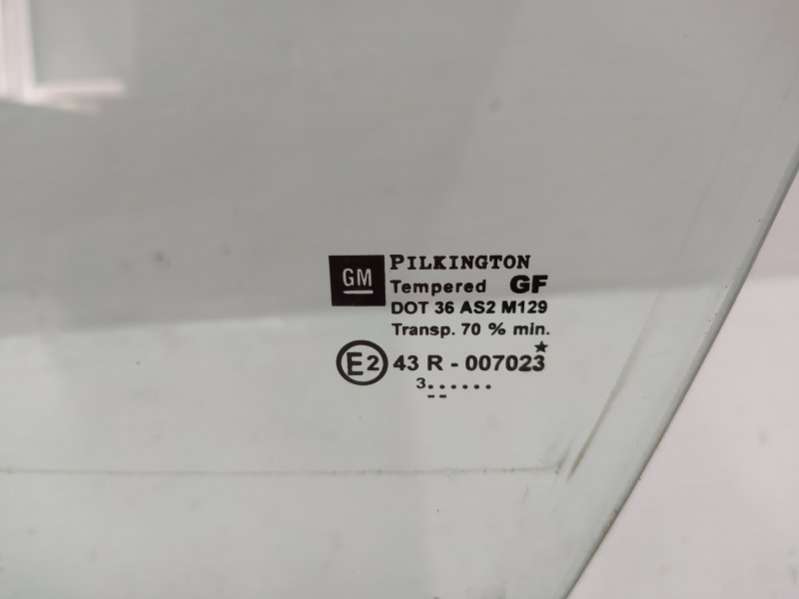 GM
PILKINGTON
Tempered GF
DOT 36 AS2 M129
Transp. 70 % min.
E2 43 R - 007023
3......
--